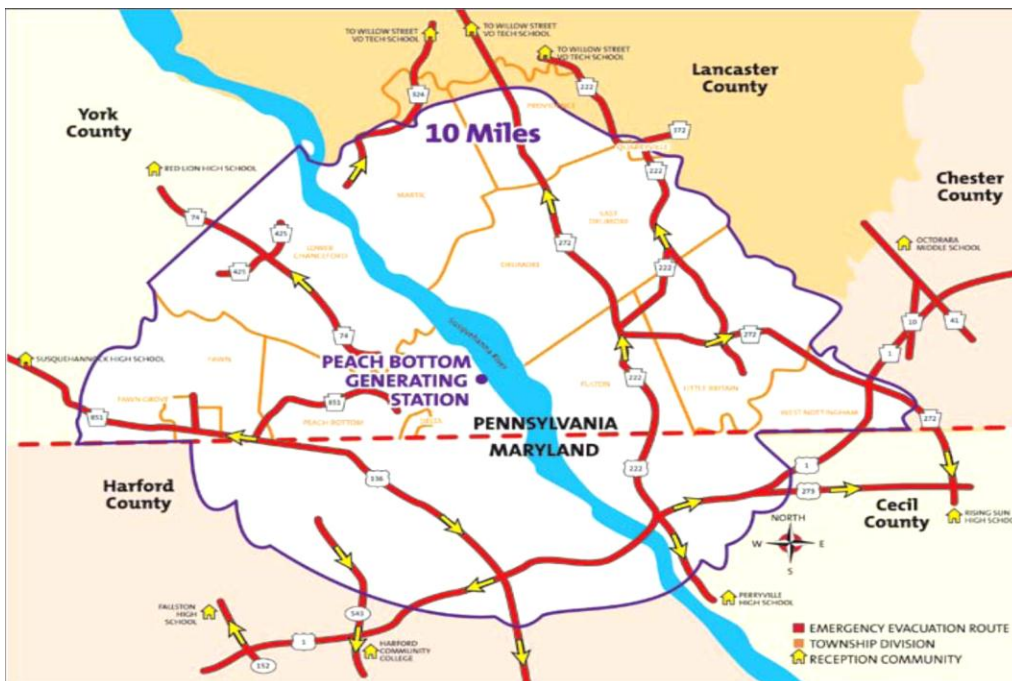 TO WILLOW STREET
VO TECH SCHOOL
TO WILLOW STREET
VO TECH SCHOOL
TO WILLOW STREET
VO TECH SCHOOL
Lancaster
County
York
County
324
222
PROVIDENCE
10 Miles
372
QUARRYVILLE
222
RED LION HIGH SCHOOL
Chester
County
MARTIC
74
EAST
DRUMORE
425
LOWER
CHANCEFORD
272
OCTORARA
MIDDLE SCHOOL
425
DRUMORE
222
10
41
Susquehanna River
74
272
1
SUSQUEHANNOCK HIGH SCHOOL
FAWN
PEACH BOTTOM
GENERATING
STATION
FULTON
222
LITTLE BRITAIN
FAWN GROVE
851
851
PEACH BOTTOM
DELTA
WEST NOTTINGHAM
272
PENNSYLVANIA
MARYLAND
222
1
Harford
County
273
Cecil
County
NORTH
W
E
S
RISING SUN
HIGH SCHOOL
PERRYVILLE
HIGH SCHOOL
FALLSTON
HIGH
SCHOOL
543
1
HARFORD
COMMUNITY
COLLEGE
152
EMERGENCY EVACUATION ROUTE
TOWNSHIP DIVISION
RECEPTION COMMUNITY